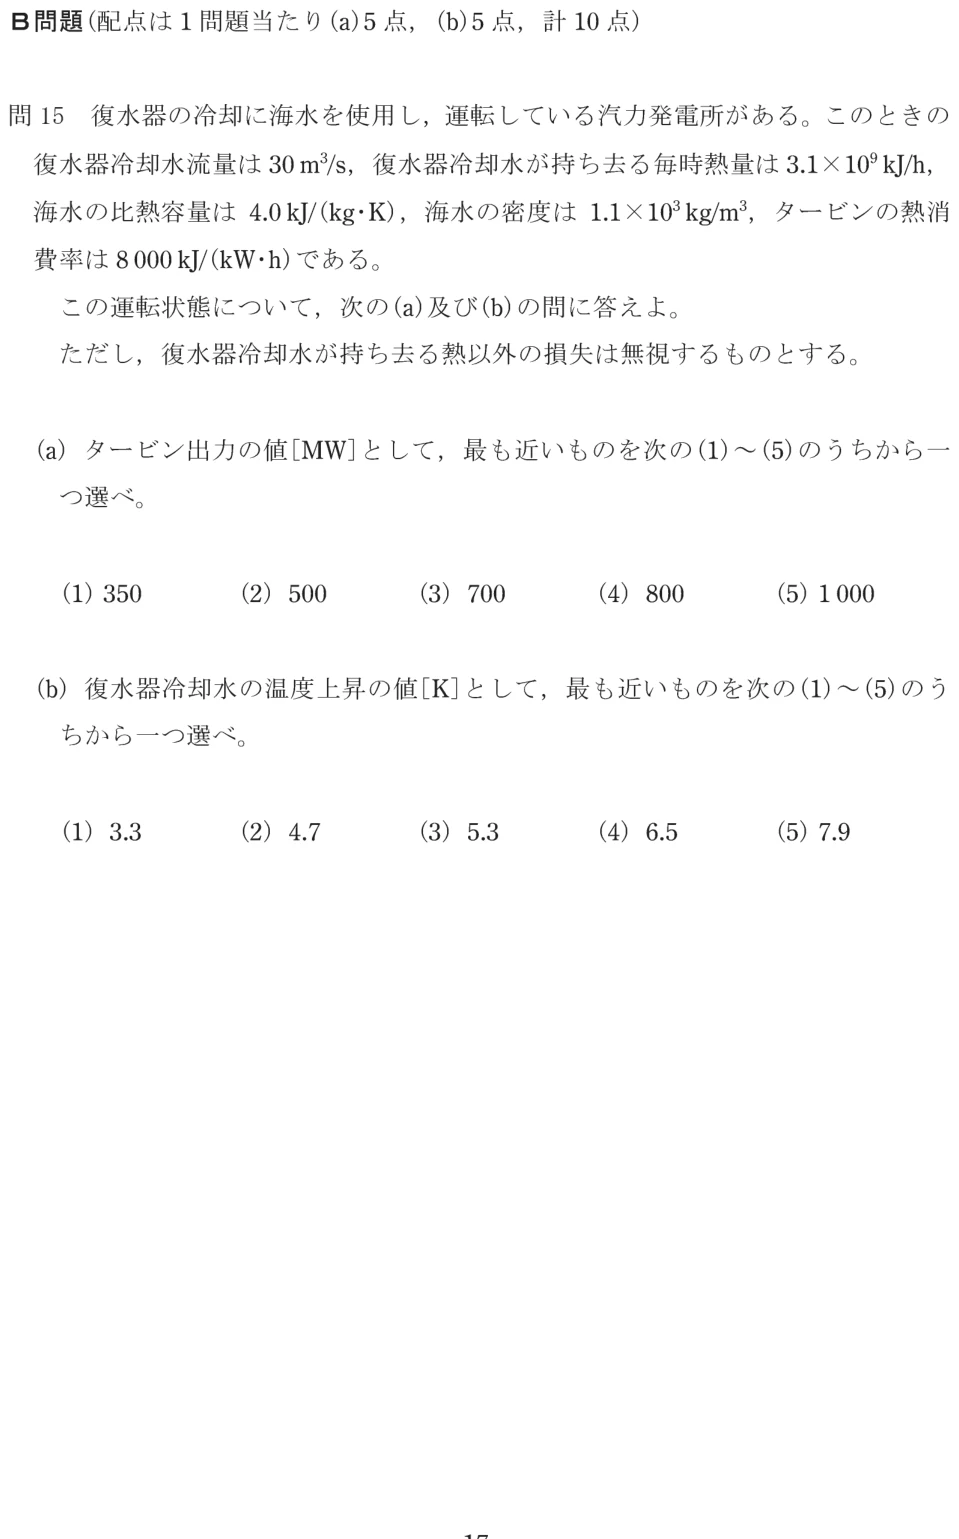 B問題(配点は1問題当たり(a)5点，(b)5点，計10点)
問15　復水器の冷却に海水を使用し，運転している汽力発電所がある。このときの
復水器冷却水流量は30 m³/s，復水器冷却水が持ち去る毎時熱量は3.1×10⁹ kJ/h，
海水の比熱容量は 4.0 kJ/(kg・K)，海水の密度は 1.1×10³ kg/m³，タービンの熱消
費率は8 000 kJ/(kW・h)である。
この運転状態について，次の(a)及び(b)の問に答えよ。
ただし，復水器冷却水が持ち去る熱以外の損失は無視するものとする。
(a) タービン出力の値[MW]として，最も近いものを次の(1)～(5)のうちから一
つ選べ。
(1) 350　(2) 500　(3) 700　(4) 800　(5) 1 000
(b) 復水器冷却水の温度上昇の値[K]として，最も近いものを次の(1)～(5)のう
ちから一つ選べ。
(1) 3.3　(2) 4.7　(3) 5.3　(4) 6.5　(5) 7.9
17